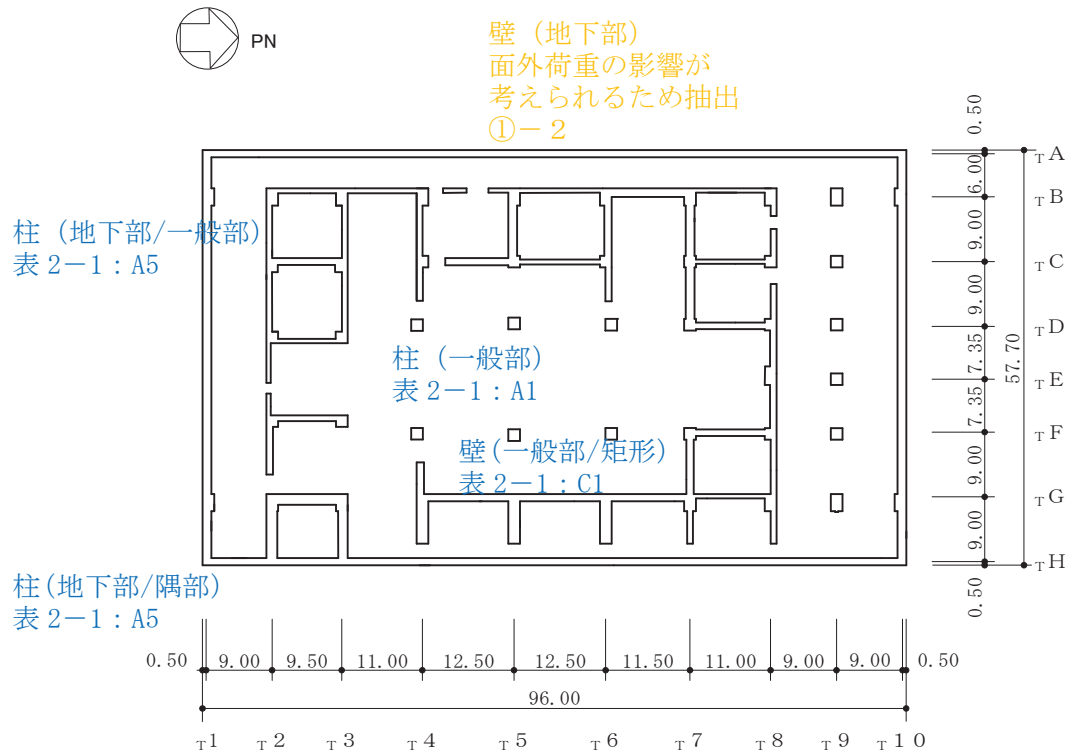 PN
壁（地下部）
面外荷重の影響が
考えられるため抽出
①－２
柱（地下部/一般部）
表 2－1：A5
柱（一般部）
表 2－1：A1
壁(一般部/矩形)
表 2－1：C1
柱(地下部/隅部)
表 2－1：A5
0.50
6.00
9.00
9.00
7.35
7.35
9.00
9.00
0.50
57.70
TA
TB
TC
TD
TE
TF
TG
TH
0.50 9.00 9.50 11.00 12.50 12.50 11.50 11.00 9.00 9.00 0.50
96.00
T1 T2 T3 T4 T5 T6 T7 T8 T9 T10